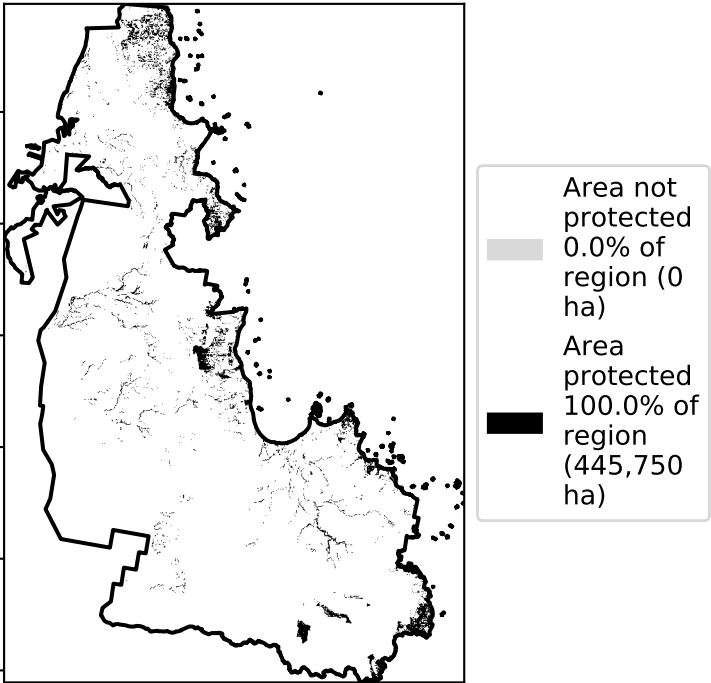 Area not
protected
0.0% of
region (0
ha)
Area
protected
100.0% of
region
(445,750
ha)